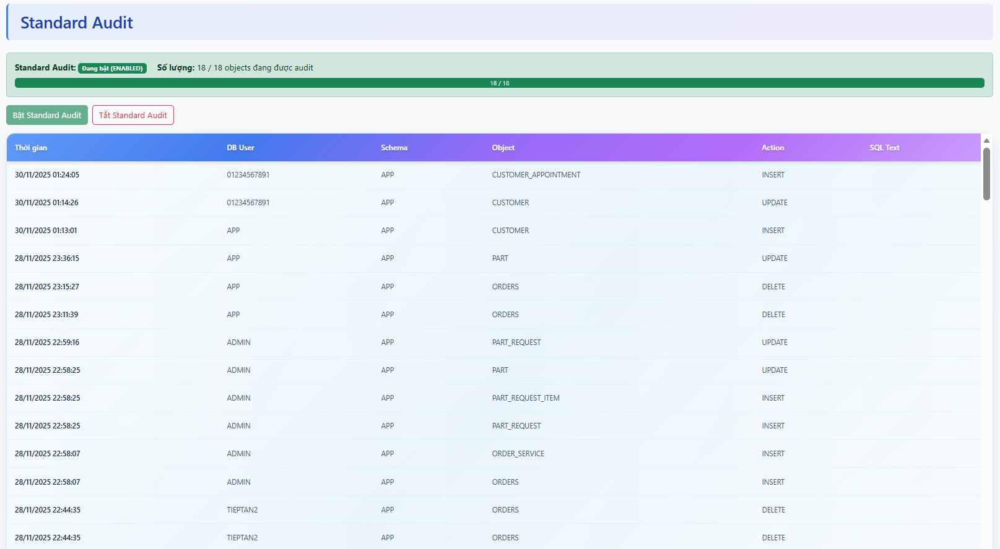 Standard Audit
Standard Audit: Đang bật (ENABLED) Số lượng: 18 / 18 objects đang được audit
18 / 18
Bật Standard Audit Tắt Standard Audit
Thời gian DB User Schema Object Action SQL Text
30/11/2025 01:24:05 01234567891 APP CUSTOMER_APPOINTMENT INSERT
30/11/2025 01:14:26 01234567891 APP CUSTOMER UPDATE
30/11/2025 01:13:01 APP APP CUSTOMER INSERT
28/11/2025 23:36:15 APP APP PART UPDATE
28/11/2025 23:15:27 APP APP ORDERS DELETE
28/11/2025 23:11:39 APP APP ORDERS DELETE
28/11/2025 22:59:16 ADMIN APP PART_REQUEST UPDATE
28/11/2025 22:58:25 ADMIN APP PART UPDATE
28/11/2025 22:58:25 ADMIN APP PART_REQUEST_ITEM INSERT
28/11/2025 22:58:25 ADMIN APP PART_REQUEST INSERT
28/11/2025 22:58:07 ADMIN APP ORDER_SERVICE INSERT
28/11/2025 22:58:07 ADMIN APP ORDERS INSERT
28/11/2025 22:44:35 TIEPTAN2 APP ORDERS DELETE
28/11/2025 22:44:35 TIEPTAN2 APP ORDERS DELETE